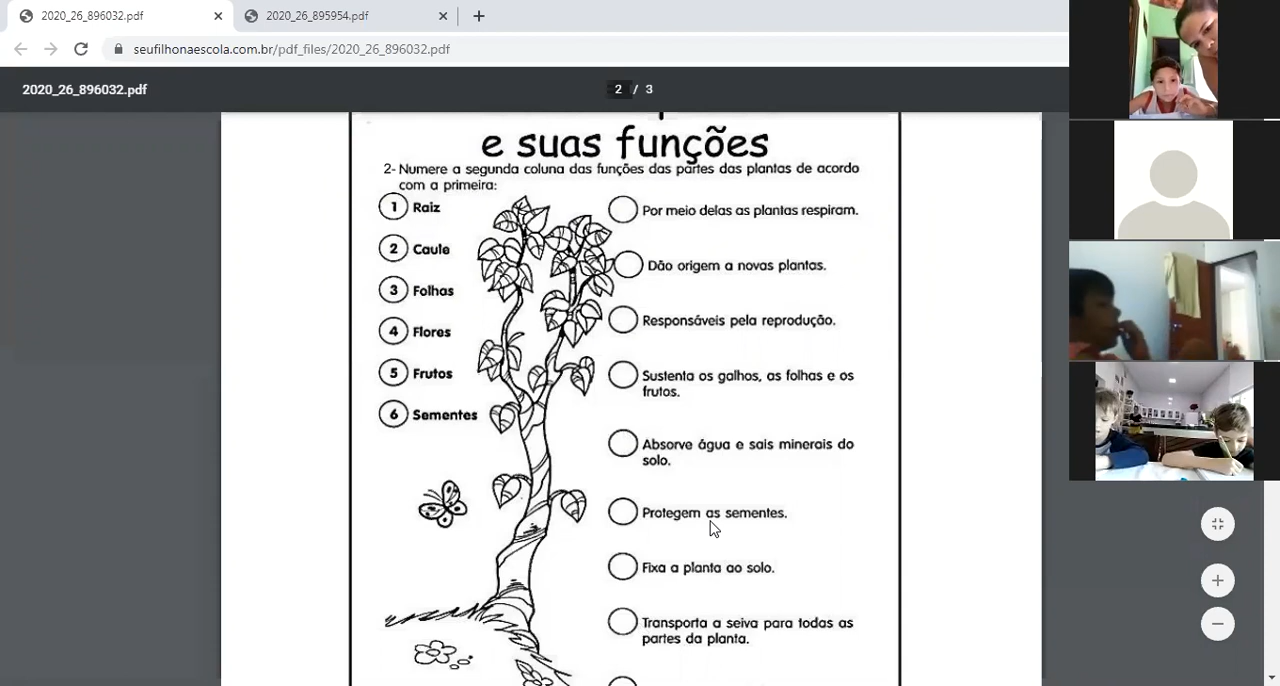 2020_26_896032.pdf
2020_26_895954.pdf
seufilhonaescola.com.br/pdf_files/2020_26_896032.pdf
2020_26_896032.pdf
2 / 3
e suas funções
2- Numere a segunda coluna das funções das partes das plantas de acordo
com a primeira:
1 Raiz
2 Caule
3 Folhas
4 Flores
5 Frutos
6 Sementes
Por meio delas as plantas respiram.
Dão origem a novas plantas.
Responsáveis pela reprodução.
Sustenta os galhos, as folhas e os
frutos.
Absorve água e sais minerais do
solo.
Protegem as sementes.
Fixa a planta ao solo.
Transporta a seiva para todas as
partes da planta.